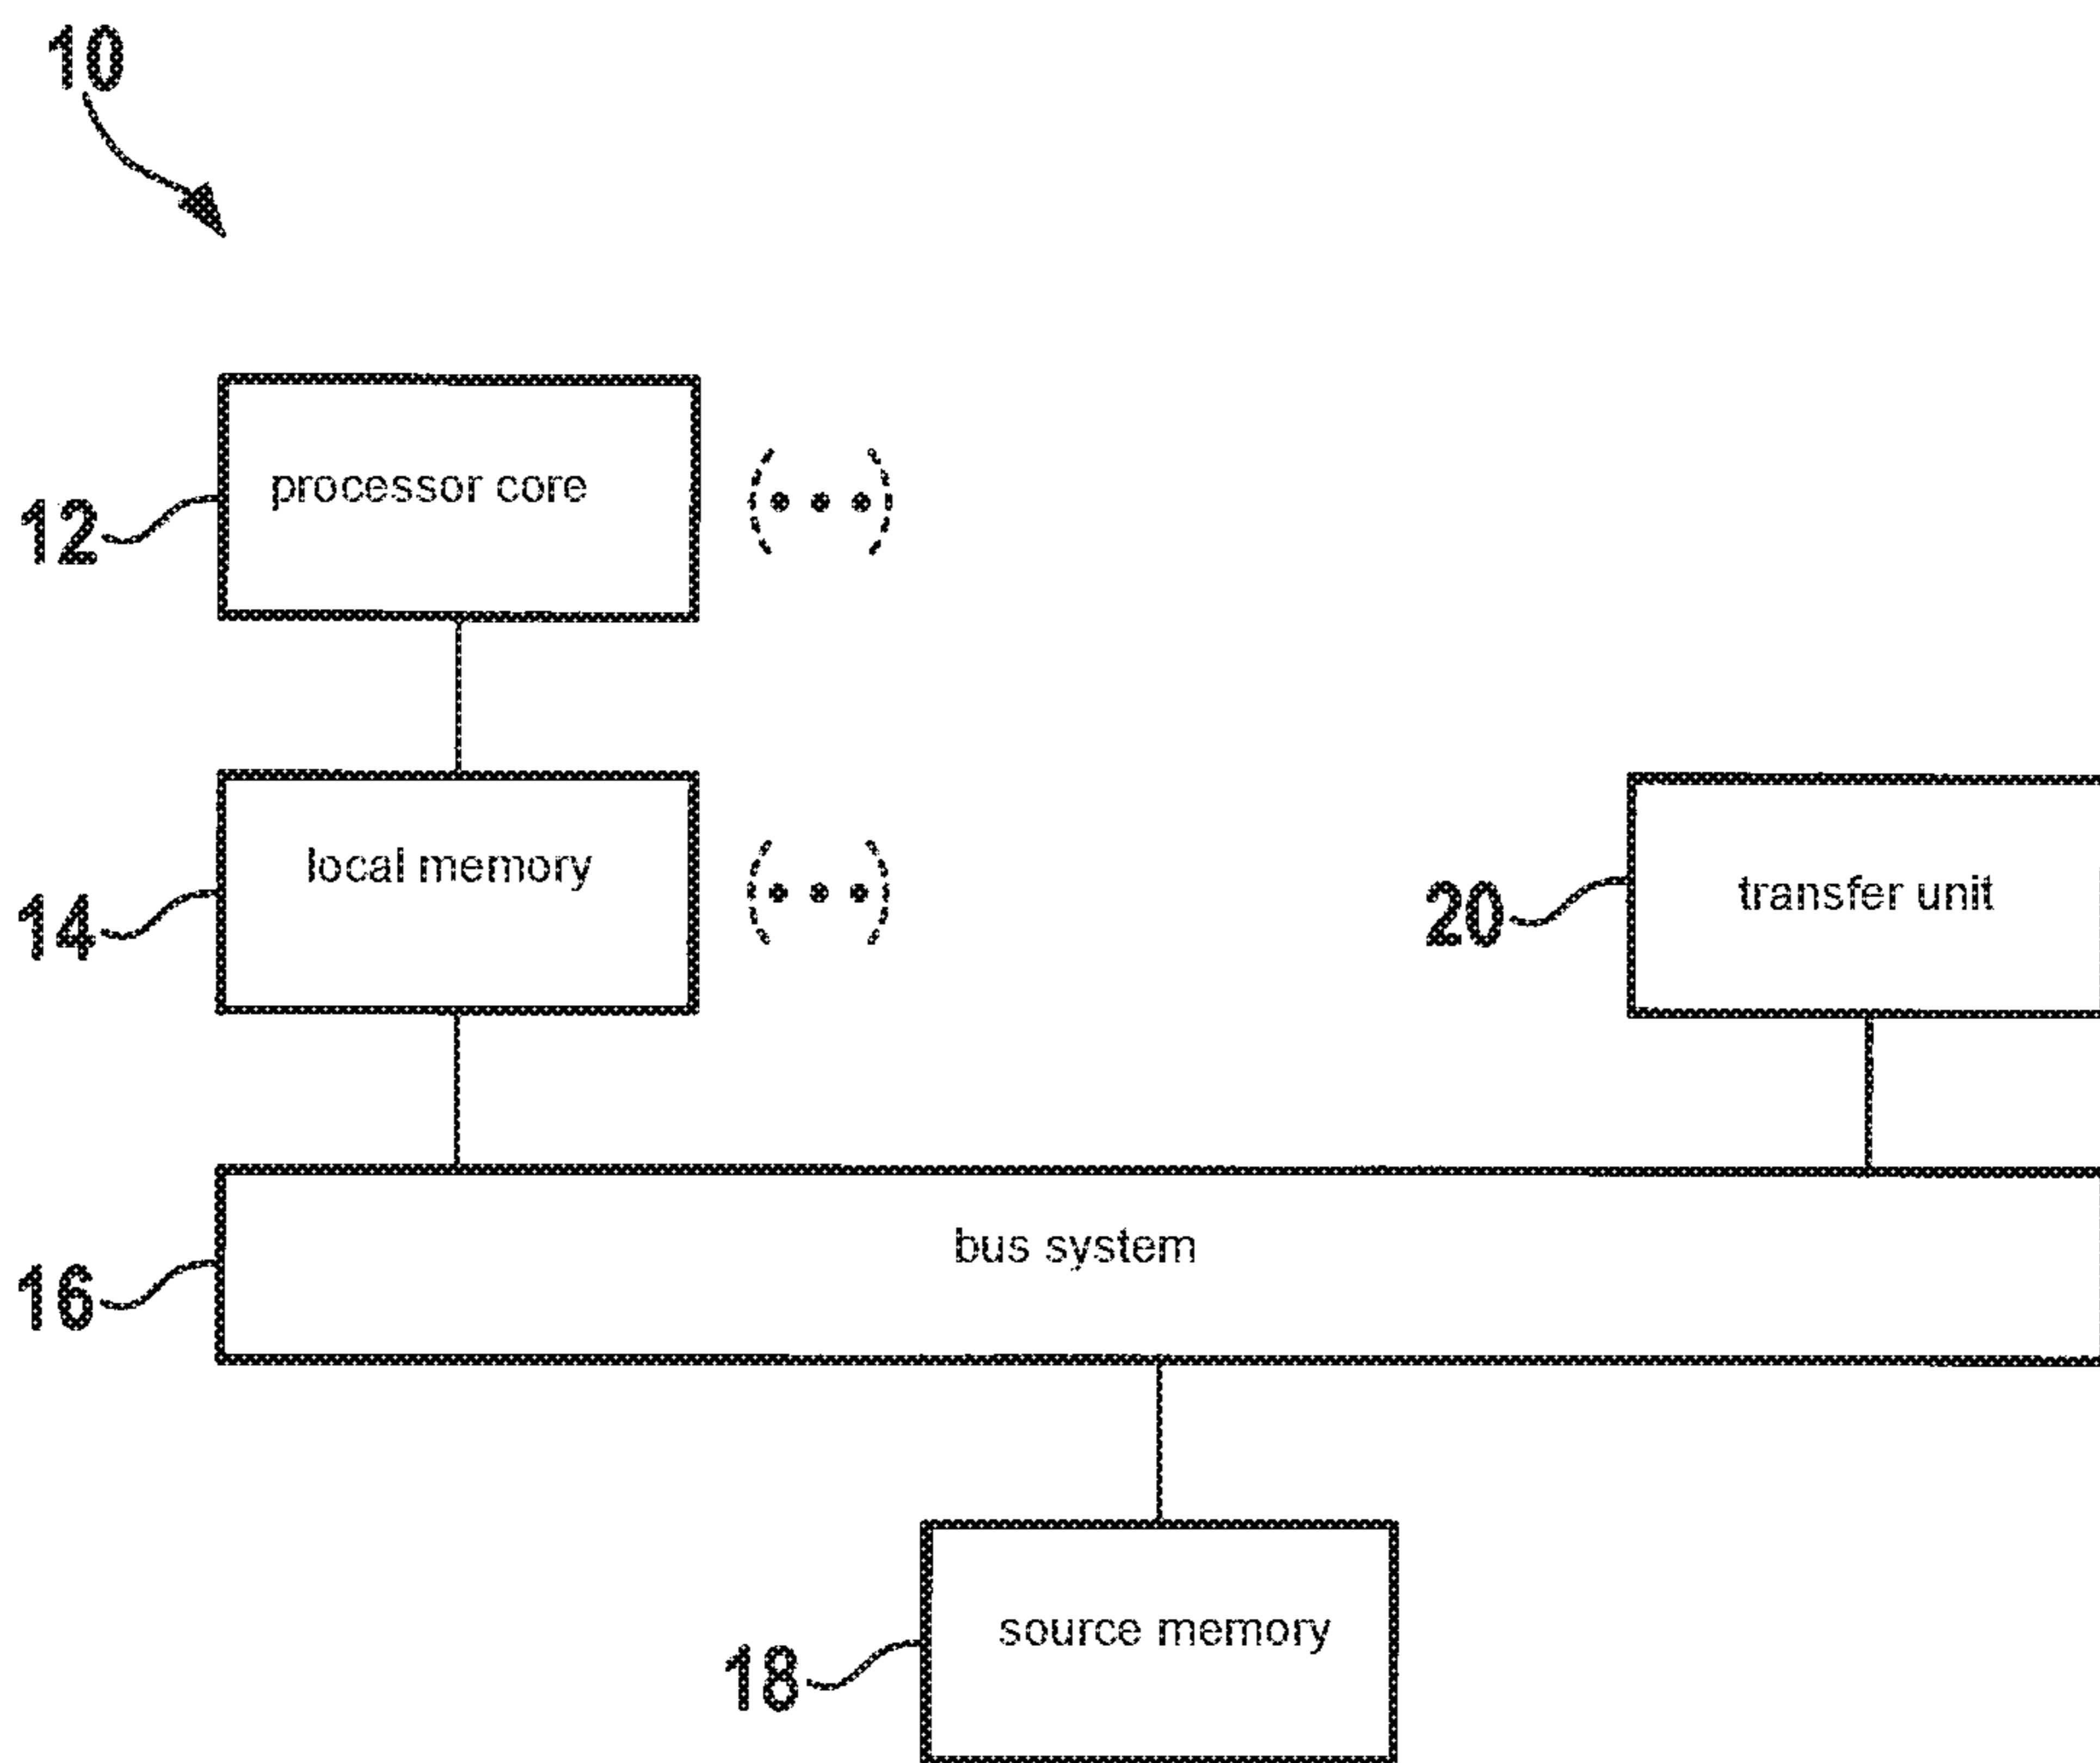 10
processor core
(...)
12
local memory
(...)
14
20
transfer unit
bus system
16
source memory
18